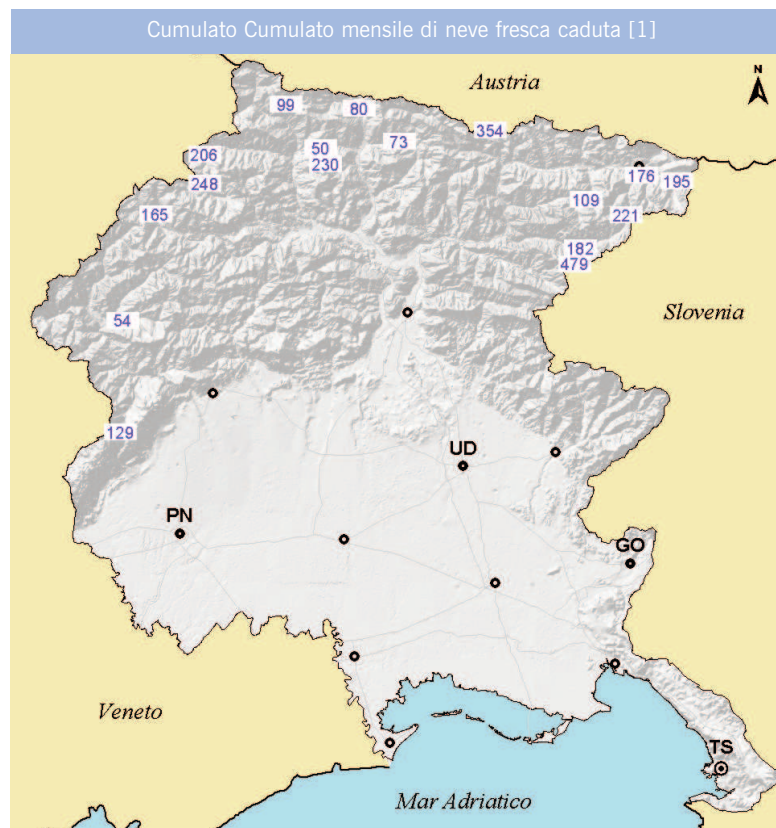 Cumulato Cumulato mensile di neve fresca caduta [1]
Austria
N
99
80
354
50
73
206
230
176
195
248
109
165
221
182
479
54
Slovenia
129
UD
PN
GO
Veneto
TS
Mar Adriatico